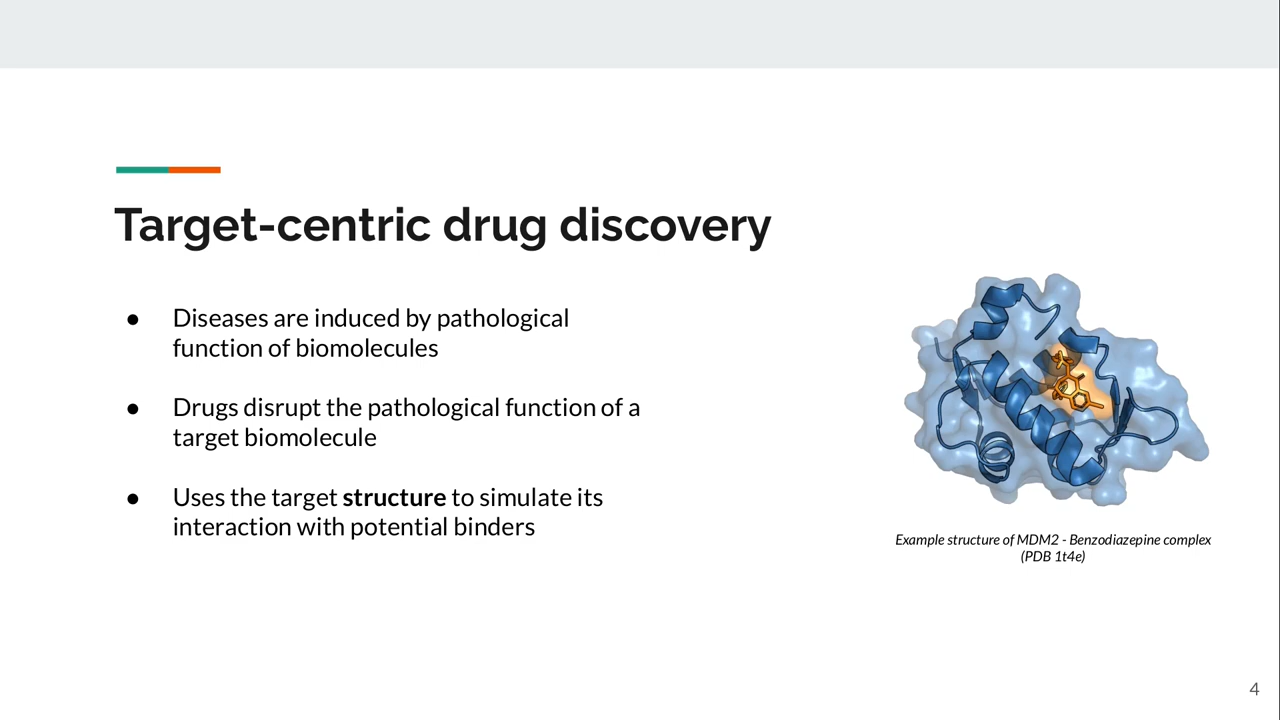 Target-centric drug discovery
● Diseases are induced by pathological
function of biomolecules
● Drugs disrupt the pathological function of a
target biomolecule
● Uses the target structure to simulate its
interaction with potential binders
Example structure of MDM2 - Benzodiazepine complex
(PDB 1t4e)
4